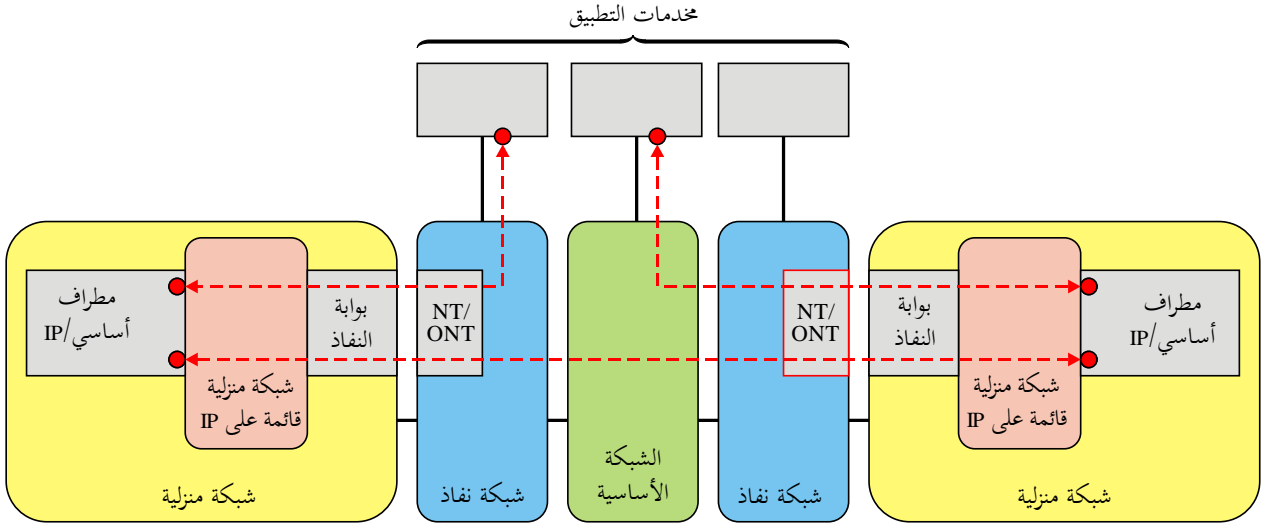 مخدمات التطبيق
مطراف
أساسي/IP
بوابة
النفاذ
NT/
ONT
NT/
ONT
بوابة
النفاذ
مطراف
أساسي/IP
شبكة منزلية
قائمة على IP
شبكة منزلية
قائمة على IP
الشبكة
الأساسية
شبكة منزلية
شبكة نفاذ
شبكة نفاذ
شبكة منزلية